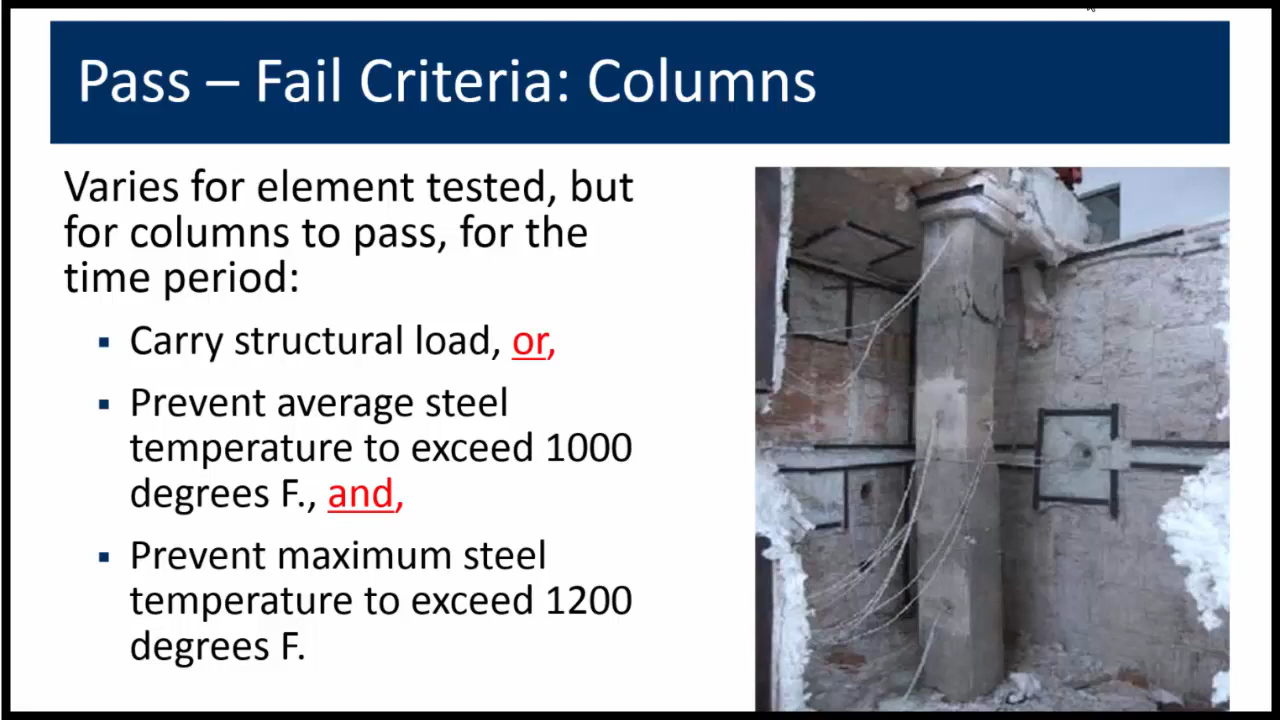 Pass – Fail Criteria: Columns
Varies for element tested, but
for columns to pass, for the
time period:
▪ Carry structural load, or,
▪ Prevent average steel
temperature to exceed 1000
degrees F., and,
▪ Prevent maximum steel
temperature to exceed 1200
degrees F.